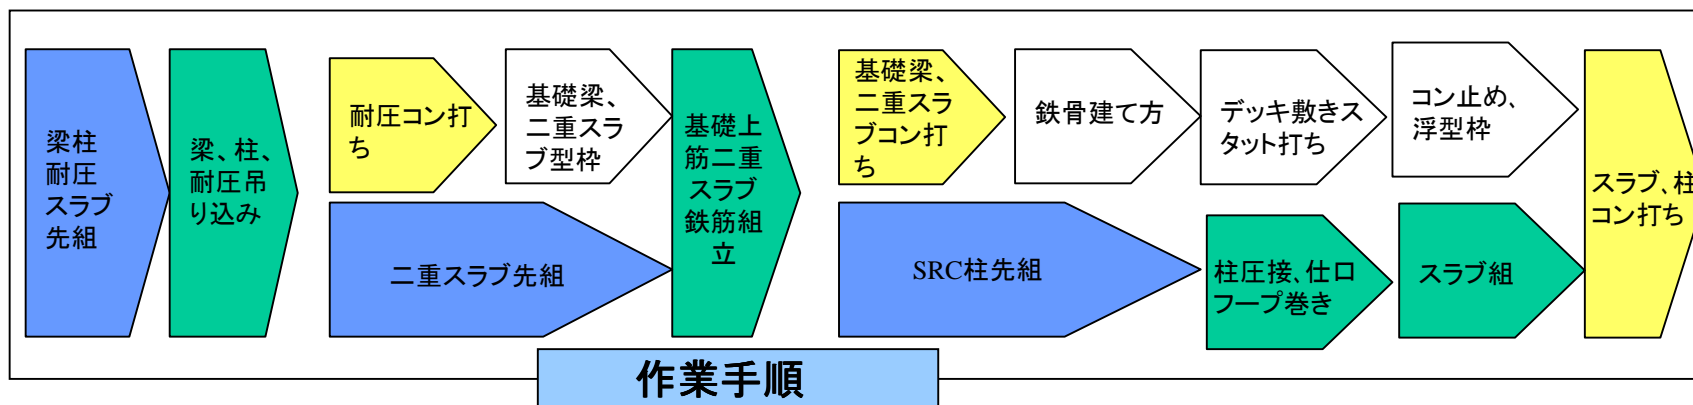 梁柱
耐圧
スラブ
先組
梁、柱、
耐圧吊
り込み
耐圧コン打
ち
基礎梁、
二重スラ
ブ型枠
二重スラブ先組
基礎上
筋二重
スラブ
鉄筋組
立
基礎梁、
二重スラ
ブコン打
ち
鉄骨建て方
デッキ敷きス
タット打ち
コン止め、
浮型枠
SRC柱先組
柱圧接、仕口
フープ巻き
スラブ組
スラブ、柱
コン打ち
作業手順